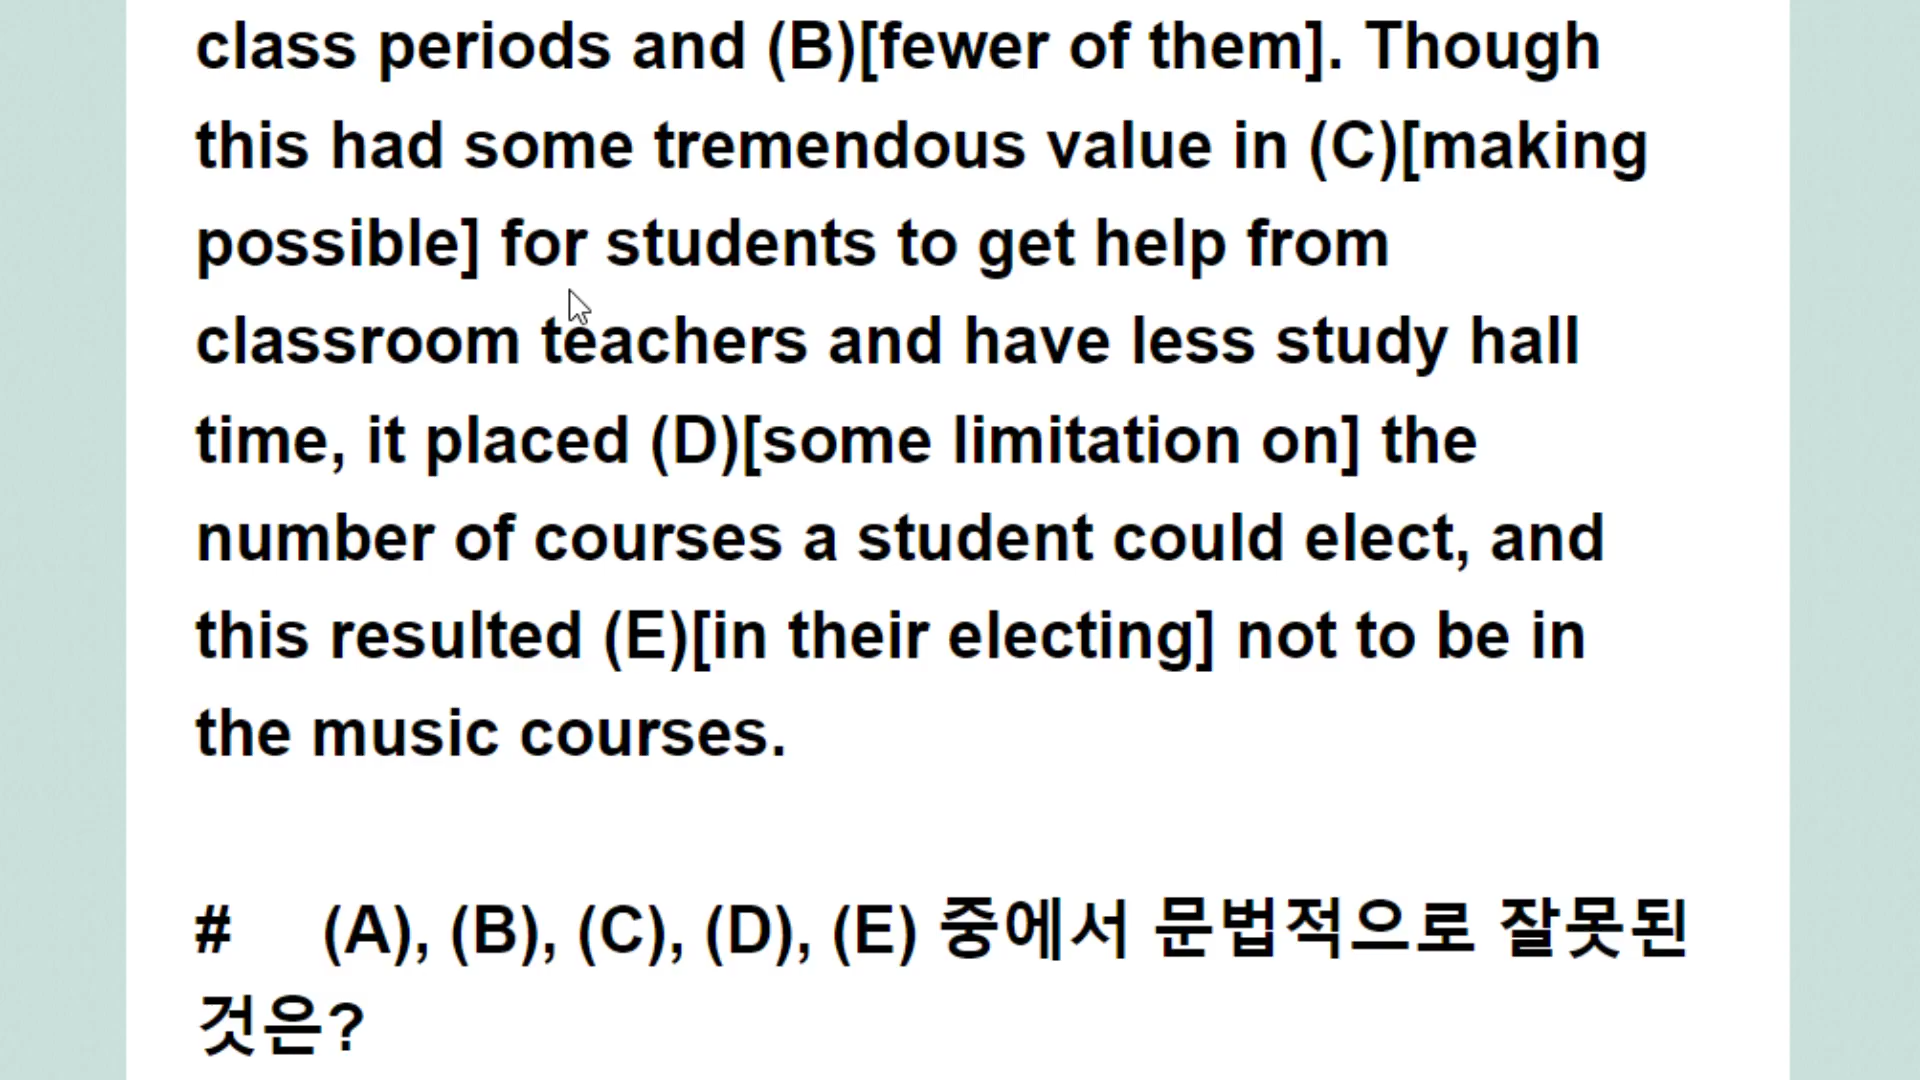 class periods and (B)[fewer of them]. Though
this had some tremendous value in (C)[making
possible] for students to get help from
classroom teachers and have less study hall
time, it placed (D)[some limitation on] the
number of courses a student could elect, and
this resulted (E)[in their electing] not to be in
the music courses.
# (A), (B), (C), (D), (E) 중에서 문법적으로 잘못된
것은?